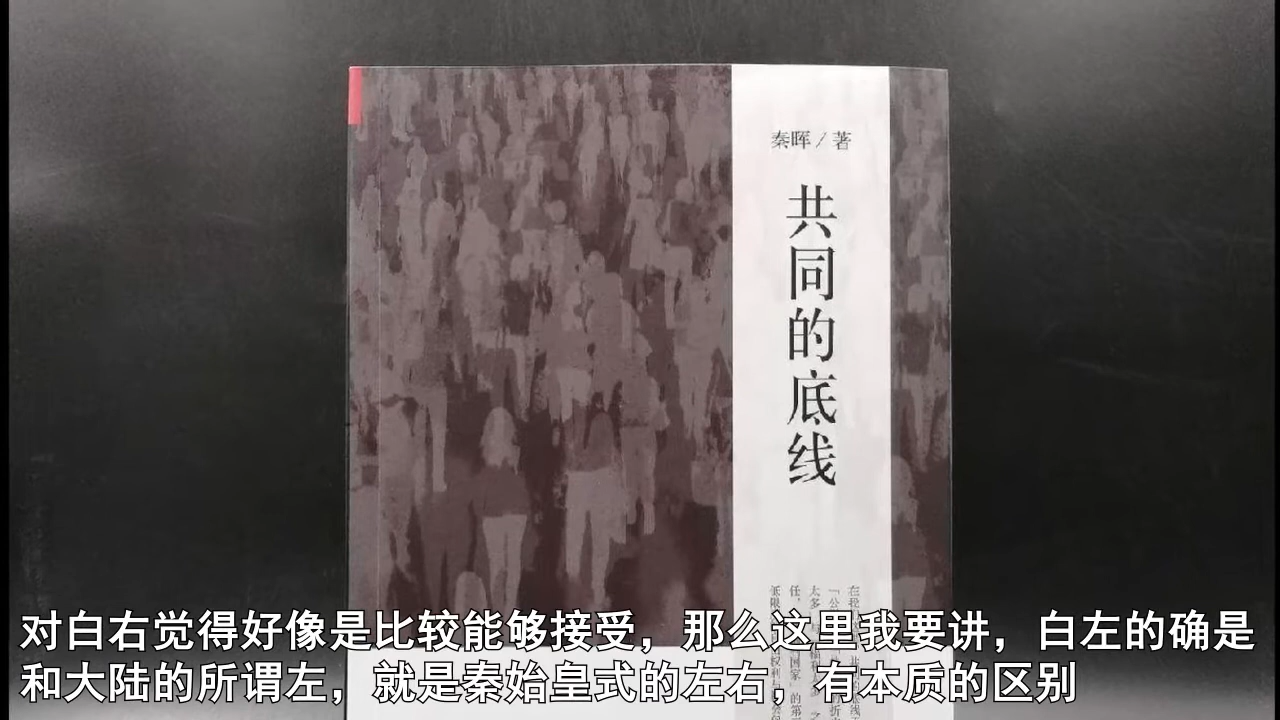 秦晖／著
共同的底线
对白右觉得好像是比较能够接受，那么这里我要讲，白左的确是
和大陆的所谓左，就是秦始皇式的左右，有本质的区别